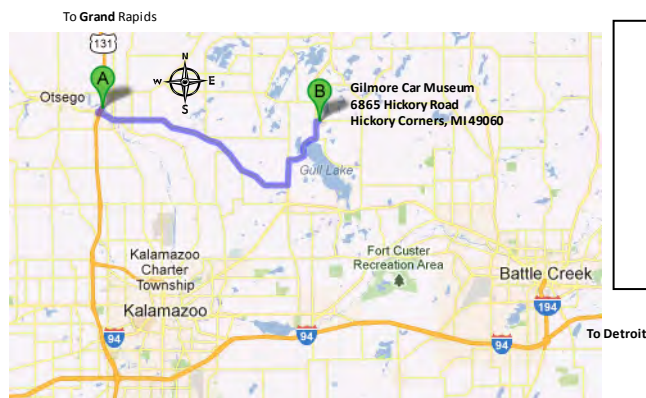 To Grand Rapids
131
N
W E
S
A
B
Otsego
Gilmore Car Museum
6865 Hickory Road
Hickory Corners, MI 49060
Gull Lake
Kalamazoo
Charter
Township
Fort Custer
Recreation Area
Battle Creek
Kalamazoo
194
94
94
94
To Detroit